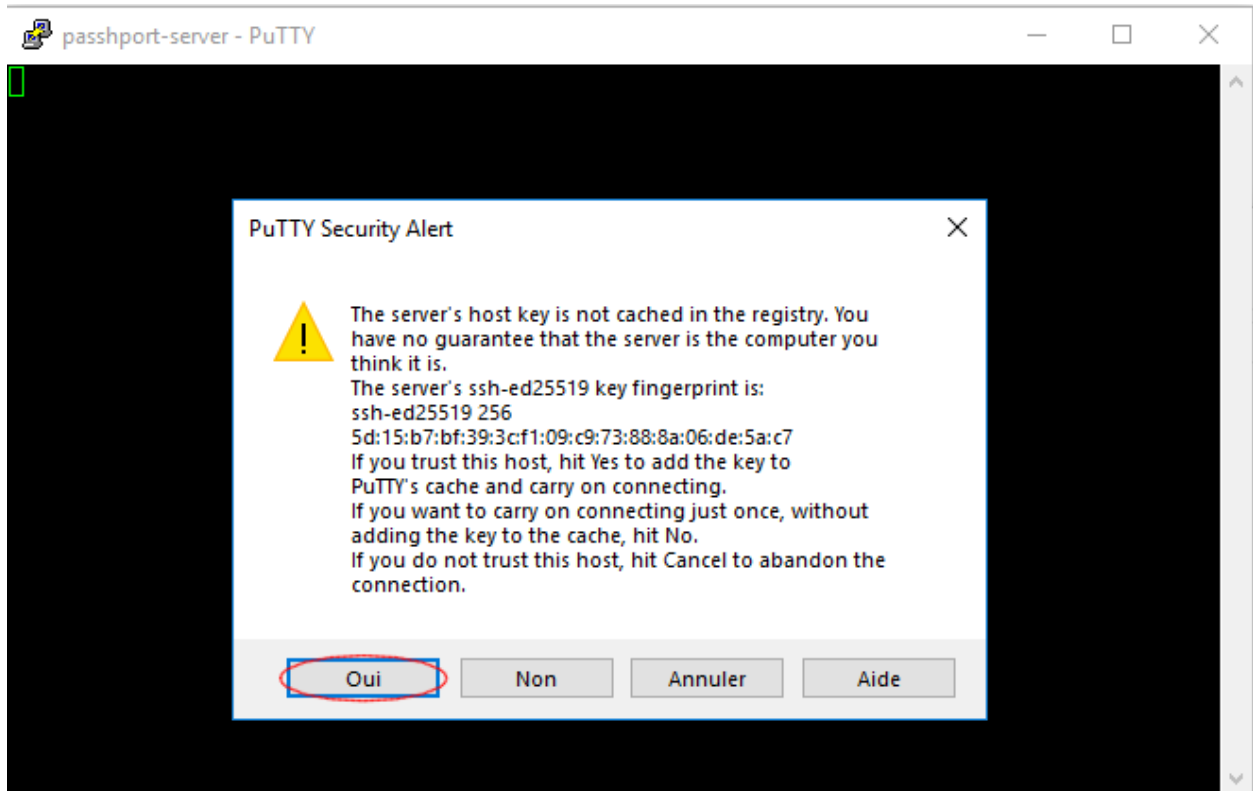 passhport-server - PuTTY
PuTTY Security Alert
The server's host key is not cached in the registry. You
have no guarantee that the server is the computer you
think it is.
The server's ssh-ed25519 key fingerprint is:
ssh-ed25519 256
5d:15:b7:bf:39:3c:f1:09:c9:73:88:8a:06:de:5a:c7
If you trust this host, hit Yes to add the key to
PuTTY's cache and carry on connecting.
If you want to carry on connecting just once, without
adding the key to the cache, hit No.
If you do not trust this host, hit Cancel to abandon the
connection.
Oui Non Annuler Aide